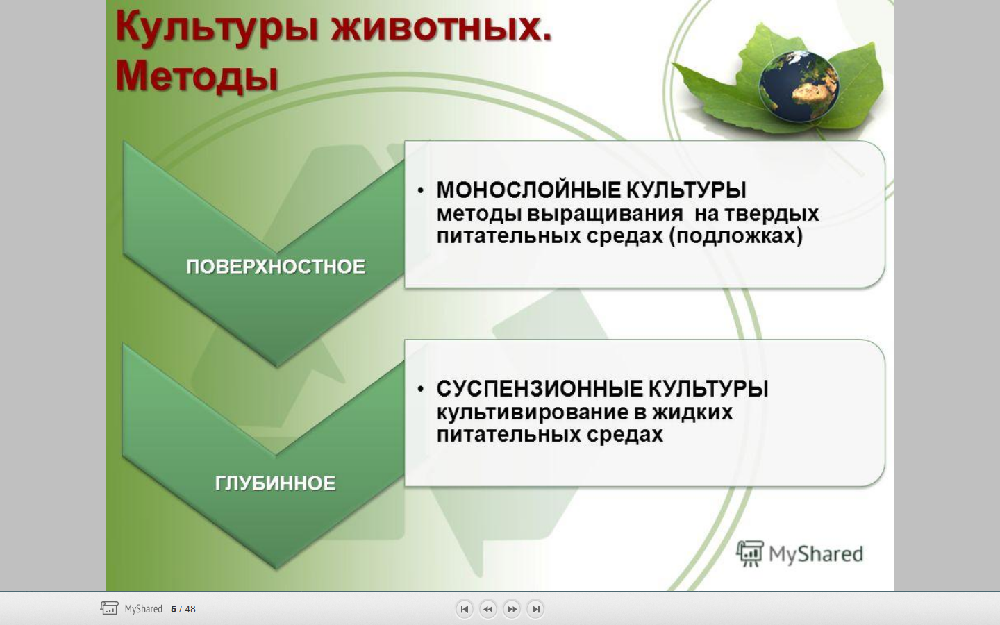 Культуры животных.
Методы
ПОВЕРХНОСТНОЕ
• МОНОСЛОЙНЫЕ КУЛЬТУРЫ
методы выращивания на твердых
питательных средах (подложках)
ГЛУБИННОЕ
• СУСПЕНЗИОННЫЕ КУЛЬТУРЫ
культивирование в жидких
питательных средах
MyShared
MyShared 5 / 48